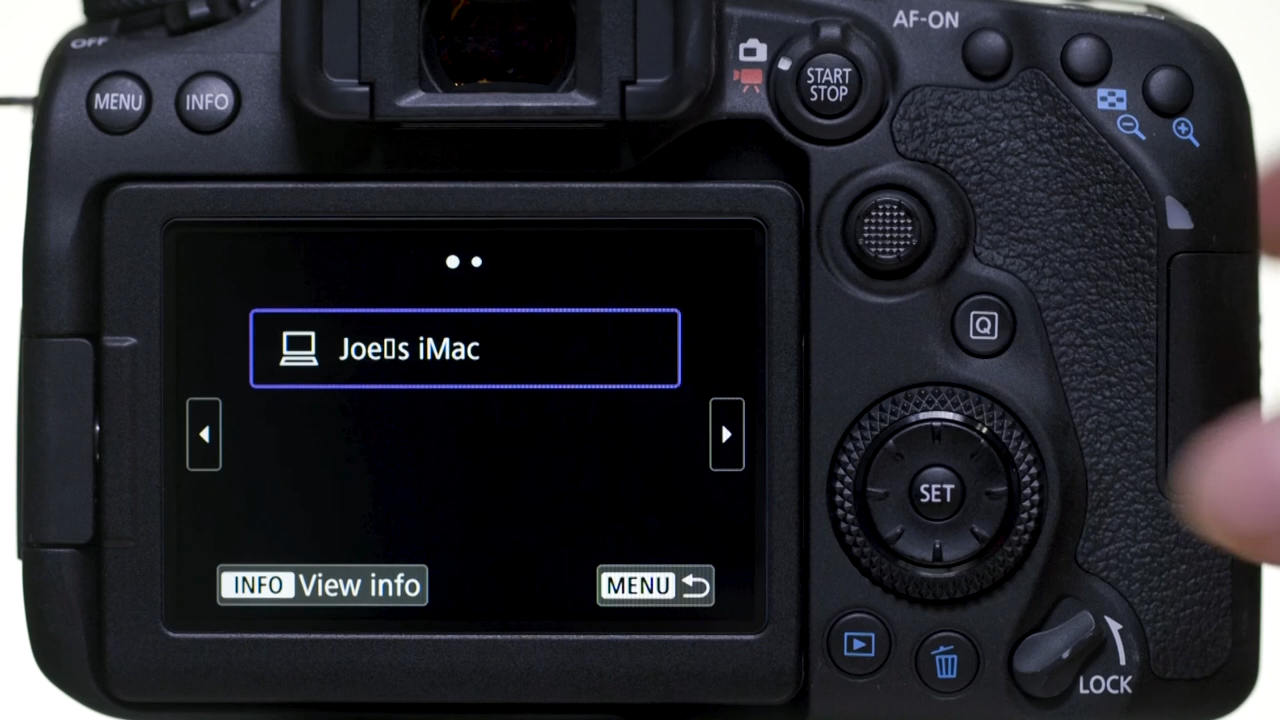 OFF
MENU
INFO
AF-ON
START
STOP
Joe▯s iMac
Q
SET
INFO View info
MENU
LOCK